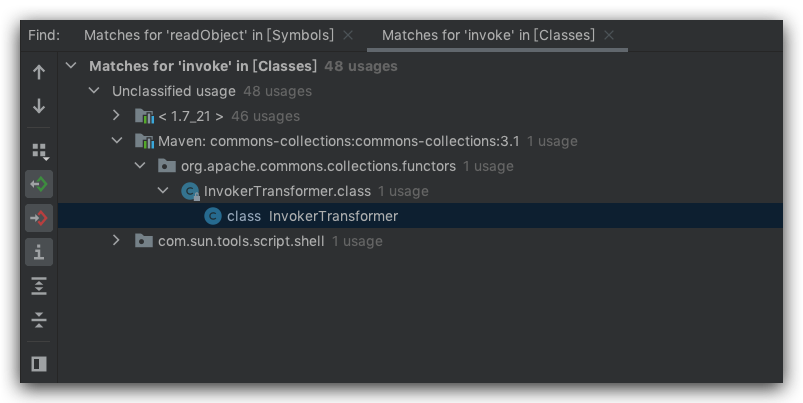 Find: Matches for 'readObject' in [Symbols] Matches for 'invoke' in [Classes]
Matches for 'invoke' in [Classes] 48 usages
Unclassified usage 48 usages
< 1.7_21 > 46 usages
Maven: commons-collections:commons-collections:3.1 1 usage
org.apache.commons.collections.functors 1 usage
InvokerTransformer.class 1 usage
class InvokerTransformer
com.sun.tools.script.shell 1 usage